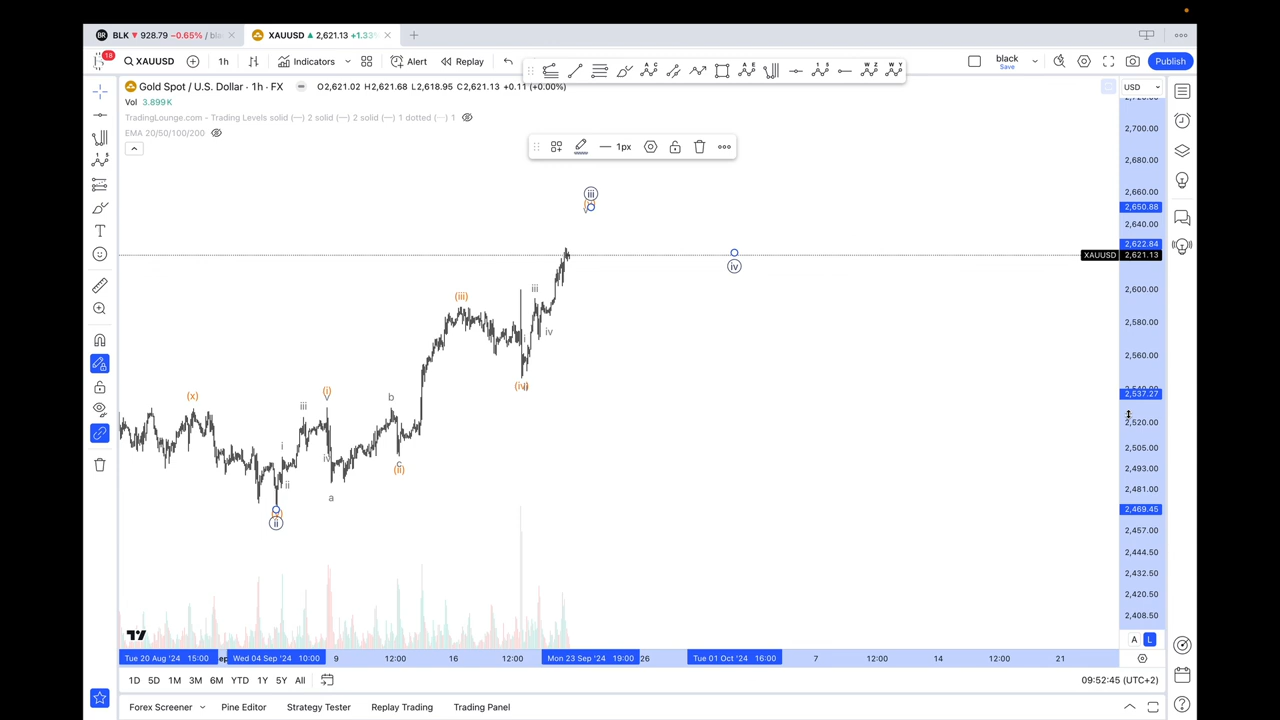 BLK ▼ 928.79 −0.65% / bla
XAUUSD ▲ 2,621.13 +1.33%
18
XAUUSD
1h
Indicators
Alert
Replay
black
Save
Publish
Gold Spot / U.S. Dollar · 1h · FX
O2,621.02 H2,621.68 L2,618.95 C2,621.13 +0.11 (+0.00%)
USD
Vol 3.899K
TradingLounge.com - Trading Levels solid (—) 2 solid (—) 2 solid (—) 1 dotted (···) 1
EMA 20/50/100/200
1px
2,700.00
2,680.00
2,660.00
2,650.88
2,640.00
2,622.84
XAUUSD 2,621.13
2,600.00
2,580.00
2,560.00
2,540.00
2,537.27
2,520.00
2,505.00
2,493.00
2,481.00
2,469.45
2,457.00
2,444.50
2,432.50
2,420.50
2,408.50
iii
v
iv
iii
(iii)
i
iv
(iv)
(x)
(i)
v
b
iii
i
iv
c
(ii)
ii
a
ii
A L
Tue 20 Aug '24 15:00
Wed 04 Sep '24 10:00
9
12:00
16
12:00
Mon 23 Sep '24 19:00
26
Tue 01 Oct '24 16:00
7
12:00
14
12:00
21
1D 5D 1M 3M 6M YTD 1Y 5Y All
09:52:45 (UTC+2)
Forex Screener
Pine Editor
Strategy Tester
Replay Trading
Trading Panel